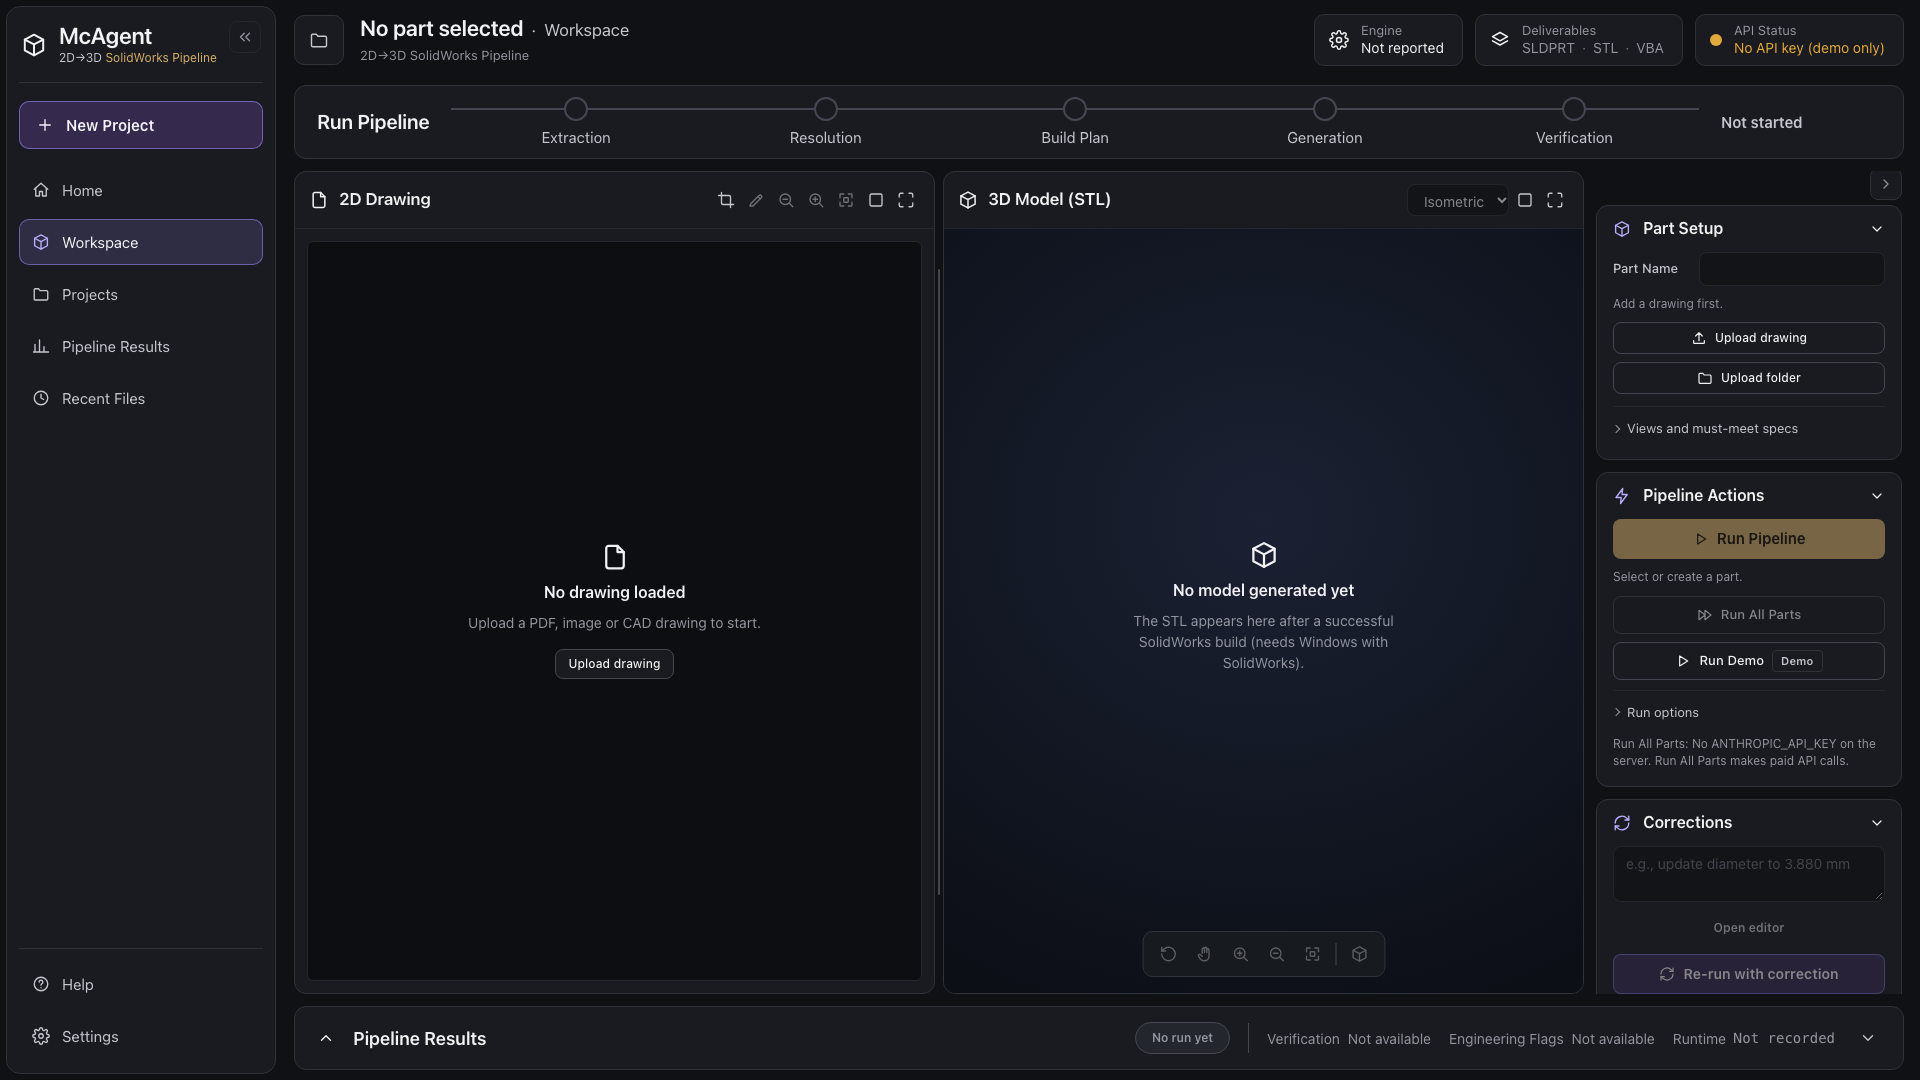 McAgent
2D→3D SolidWorks Pipeline
New Project
Home
Workspace
Projects
Pipeline Results
Recent Files
Help
Settings
No part selected · Workspace
2D→3D SolidWorks Pipeline
Engine
Not reported
Deliverables
SLDPRT · STL · VBA
API Status
No API key (demo only)
Run Pipeline
Extraction
Resolution
Build Plan
Generation
Verification
Not started
2D Drawing
No drawing loaded
Upload a PDF, image or CAD drawing to start.
Upload drawing
3D Model (STL)
Isometric
No model generated yet
The STL appears here after a successful
SolidWorks build (needs Windows with
SolidWorks).
Part Setup
Part Name
Add a drawing first.
Upload drawing
Upload folder
Views and must-meet specs
Pipeline Actions
Run Pipeline
Select or create a part.
Run All Parts
Run Demo Demo
Run options
Run All Parts: No ANTHROPIC_API_KEY on the
server. Run All Parts makes paid API calls.
Corrections
e.g., update diameter to 3.880 mm
Open editor
Re-run with correction
Pipeline Results
No run yet
Verification Not available
Engineering Flags Not available
Runtime Not recorded